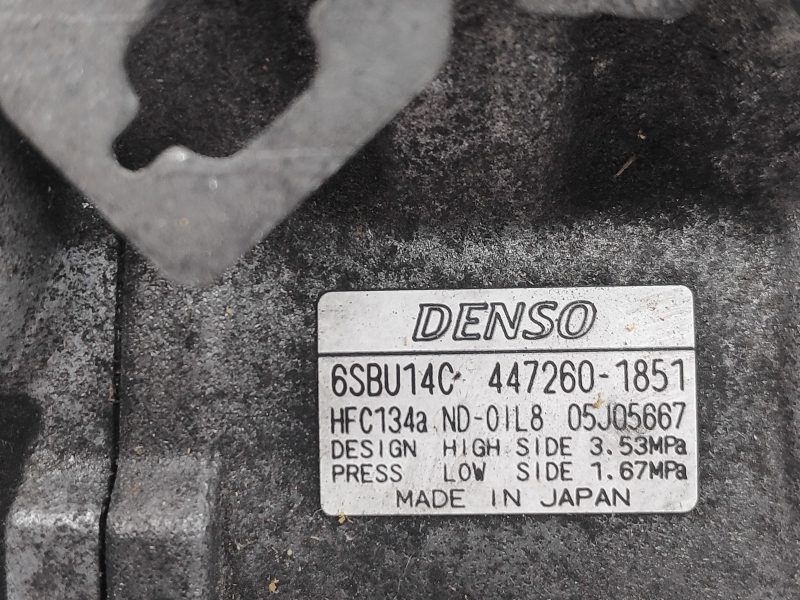 DENSO
6SBU14C 447260-1851
HFC134a ND-OIL8 05J05667
DESIGN HIGH SIDE 3.53MPa
PRESS LOW SIDE 1.67MPa
MADE IN JAPAN